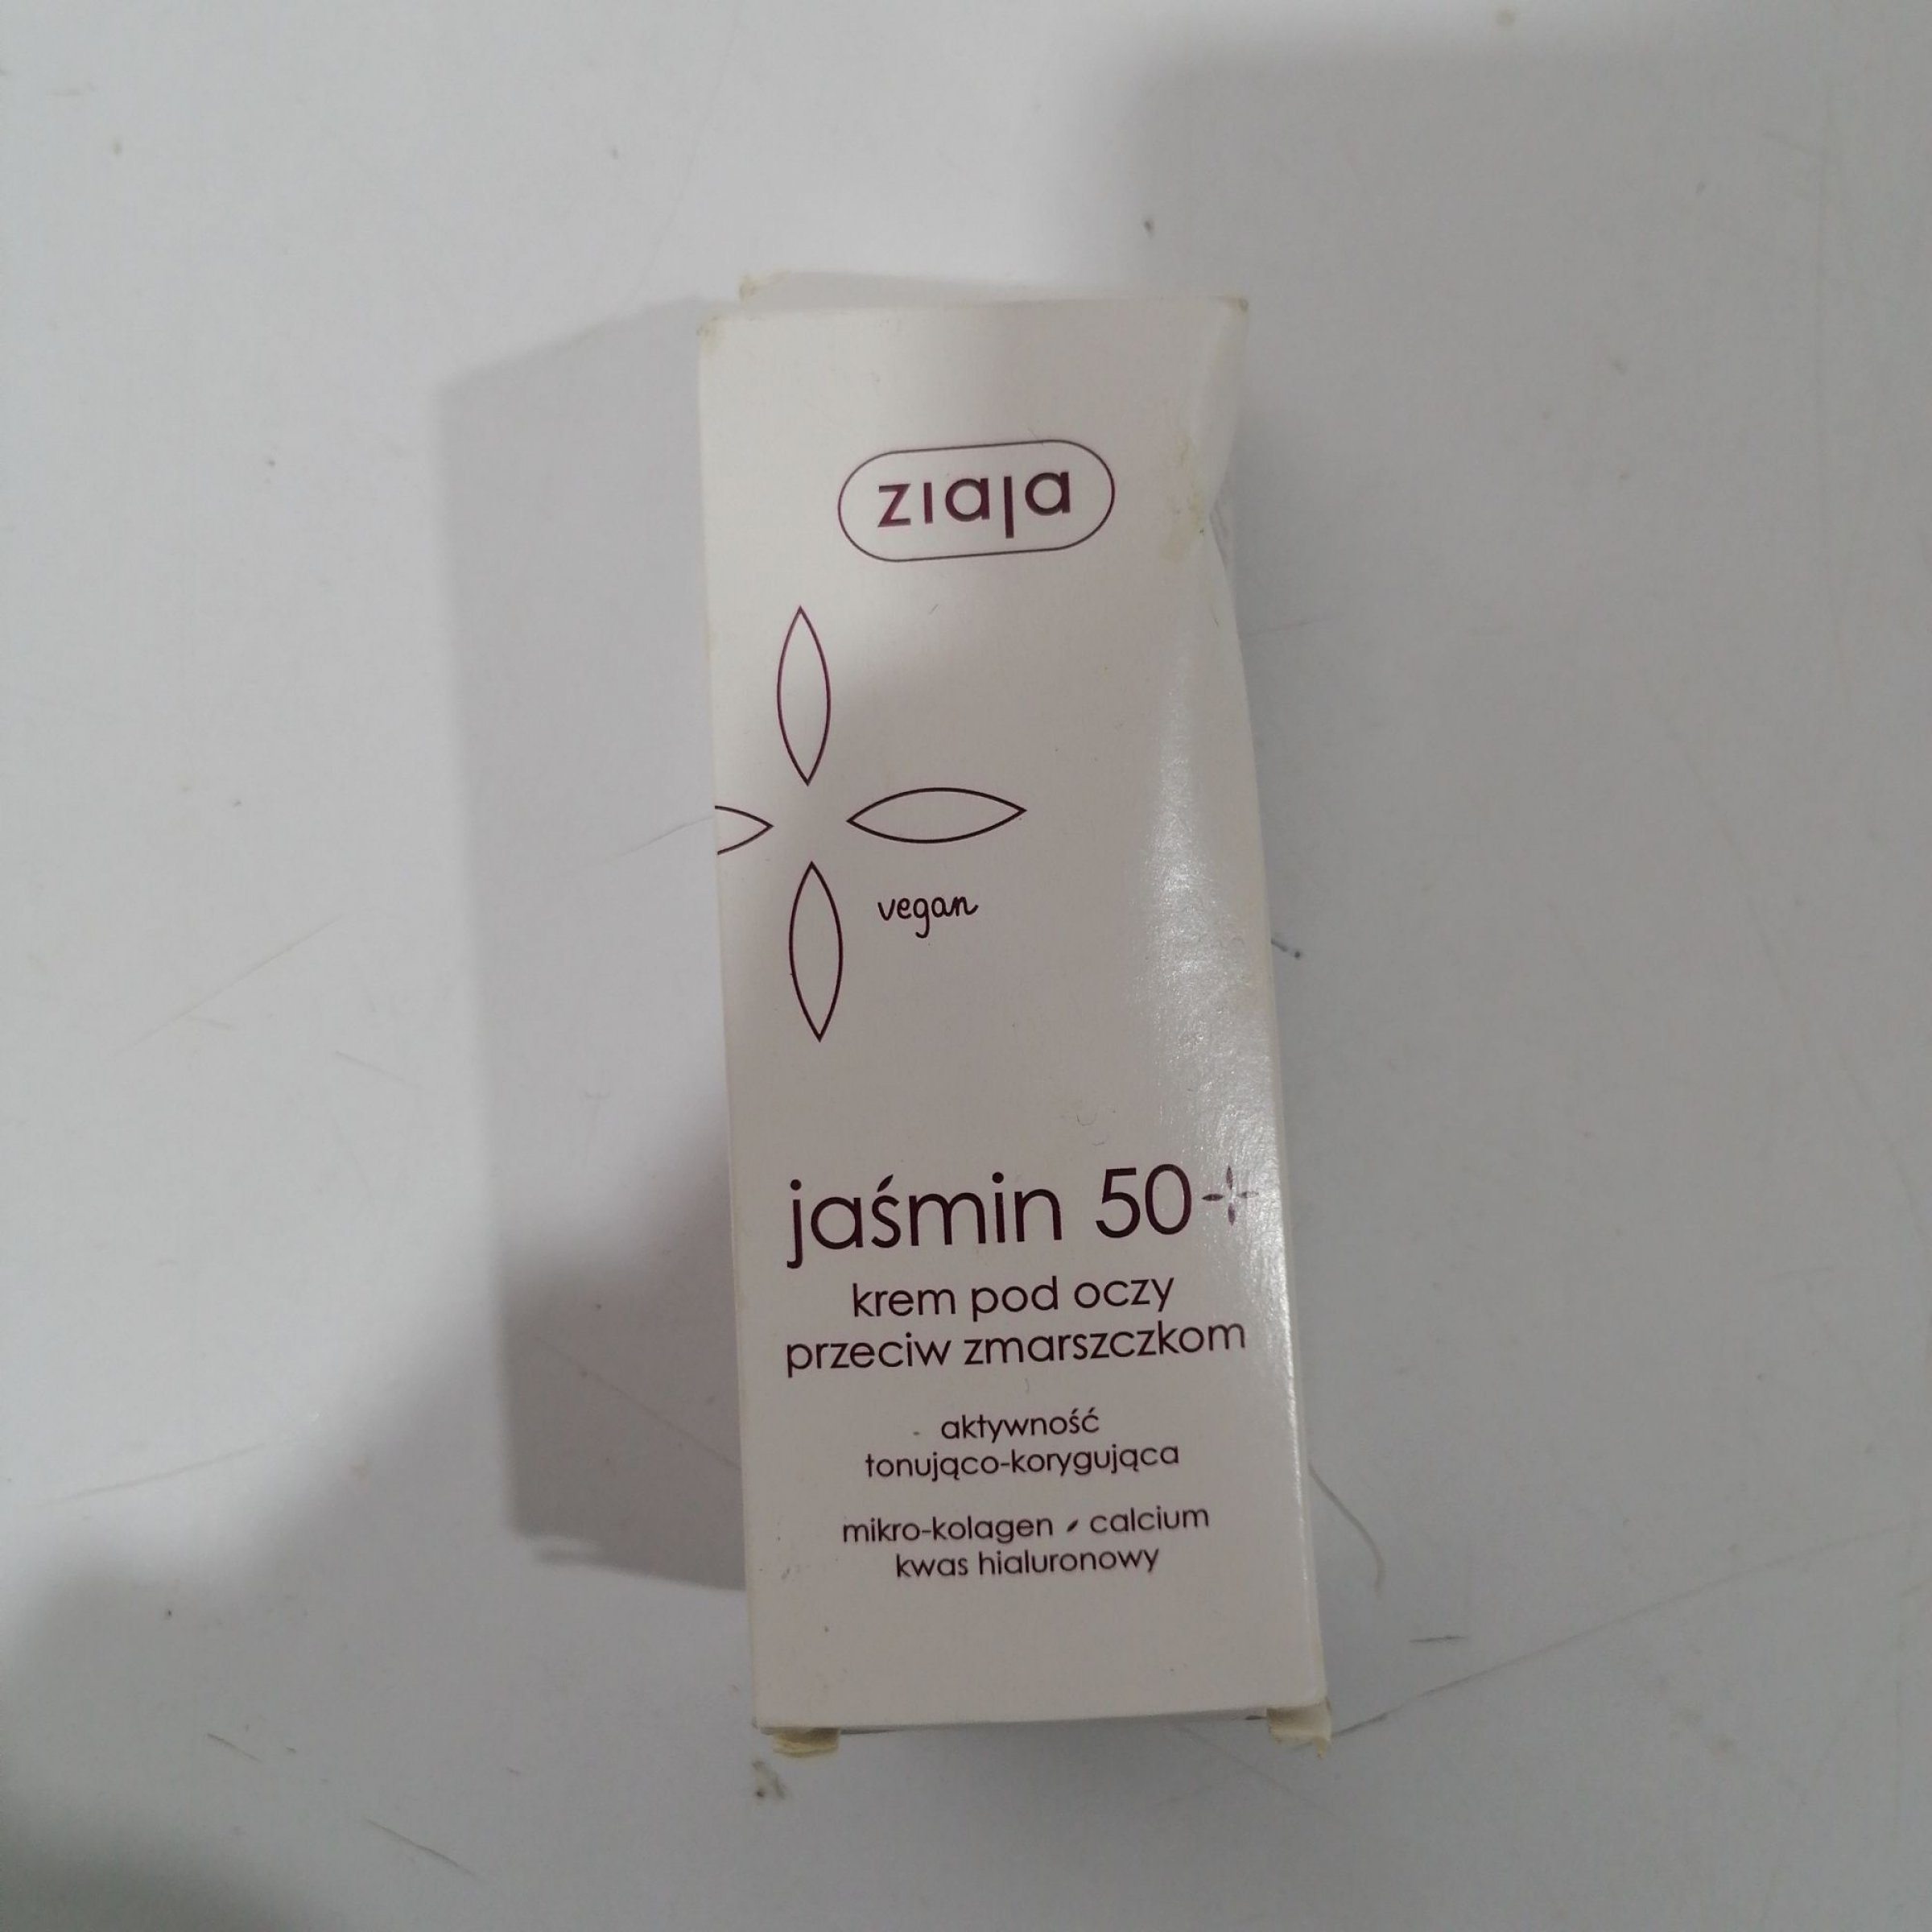 ziaja
vegan
jaśmin 50+
krem pod oczy
przeciw zmarszczkom
aktywność
tonująco-korygująca
mikro-kolagen calcium
kwas hialuronowy